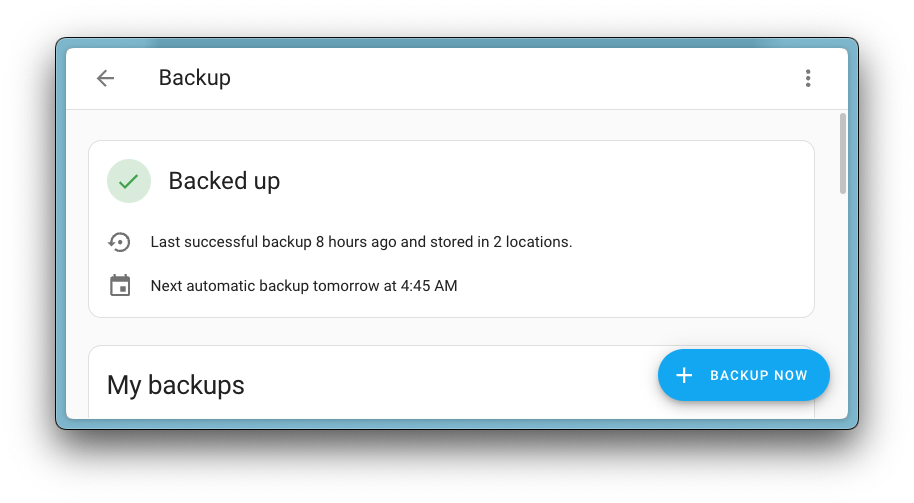 Backup
Backed up
Last successful backup 8 hours ago and stored in 2 locations.
Next automatic backup tomorrow at 4:45 AM
My backups
BACKUP NOW